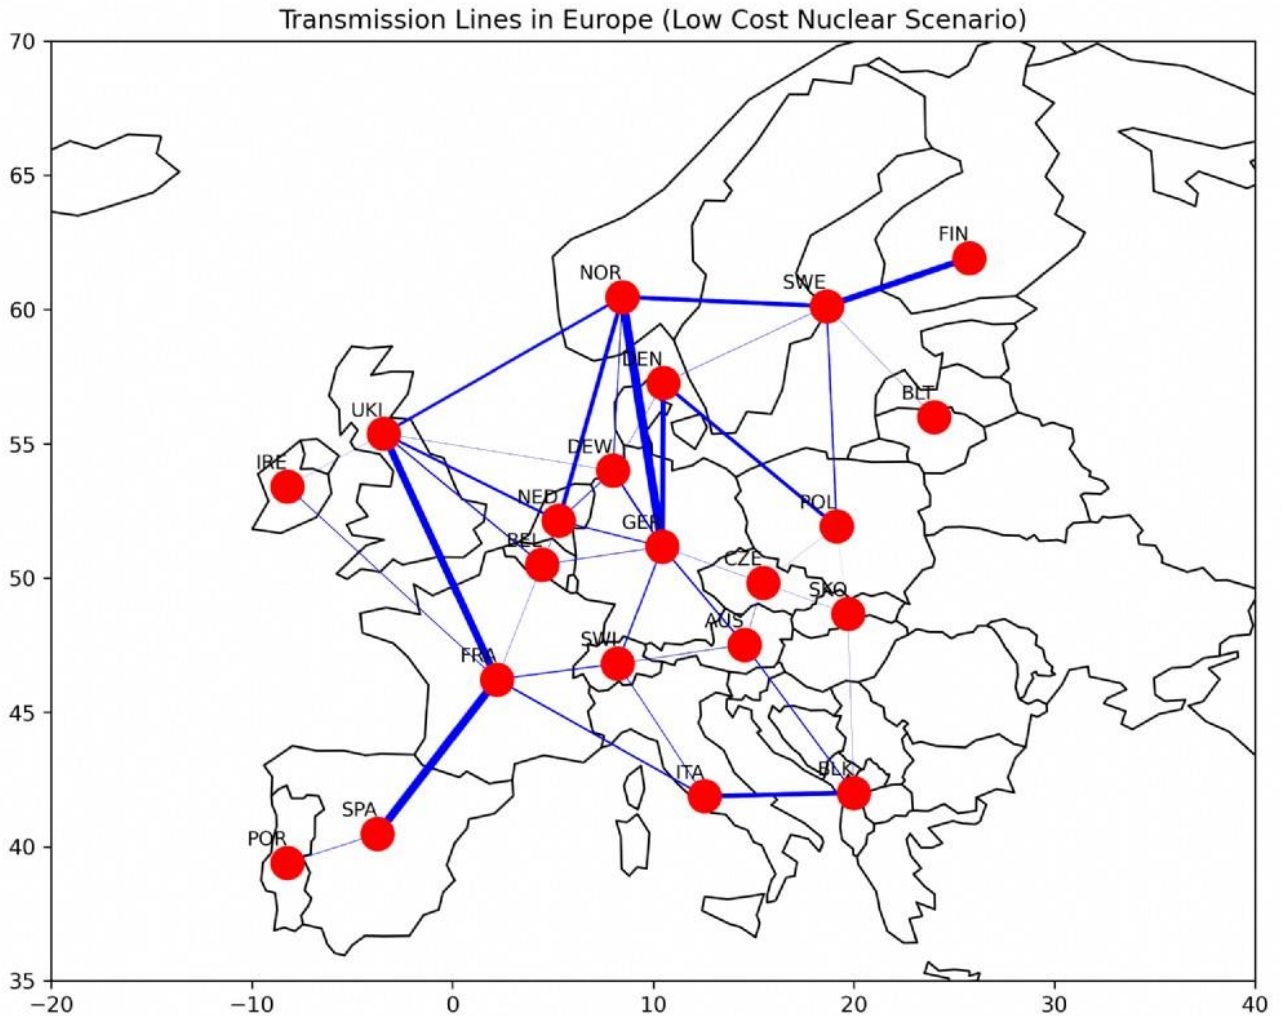 Transmission Lines in Europe (Low Cost Nuclear Scenario)
70
65
60
55
50
45
40
35
−20
−10
0
10
20
30
40
FIN
NOR
SWE
DEN
BLT
UKI
IRE
DEW
NED
POL
GER
BEL
CZE
SKO
AUS
SWI
FRA
BLK
ITA
SPA
POR